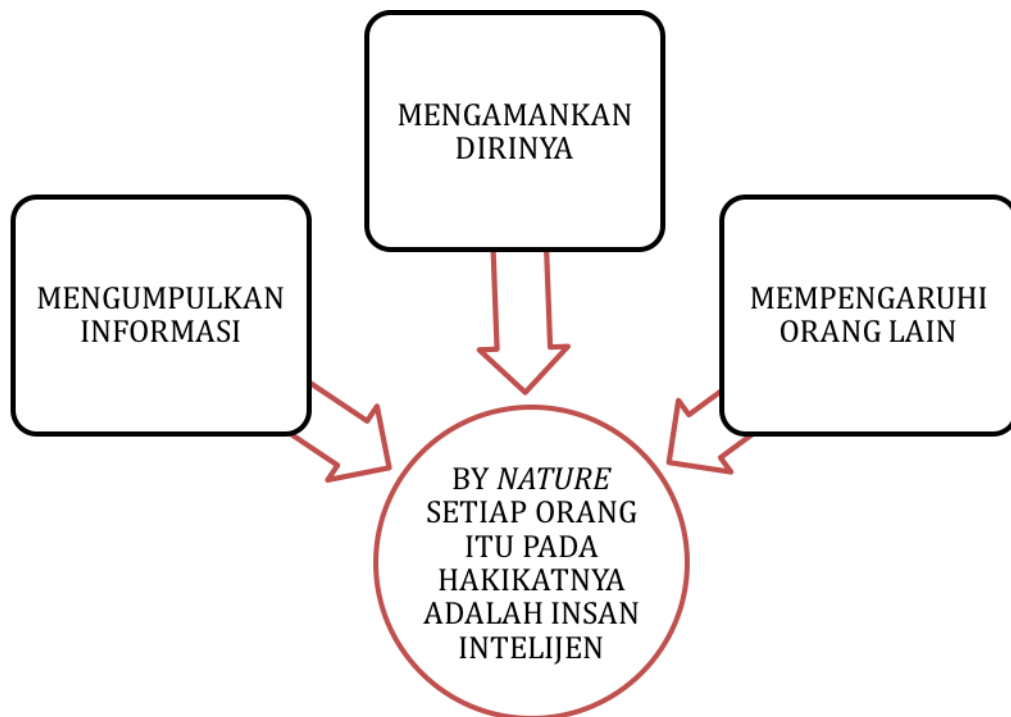 MENGAMANKAN
DIRINYA
MENGUMPULKAN
INFORMASI
MEMPENGARUHI
ORANG LAIN
BY NATURE
SETIAP ORANG
ITU PADA
HAKIKATNYA
ADALAH INSAN
INTELIJEN